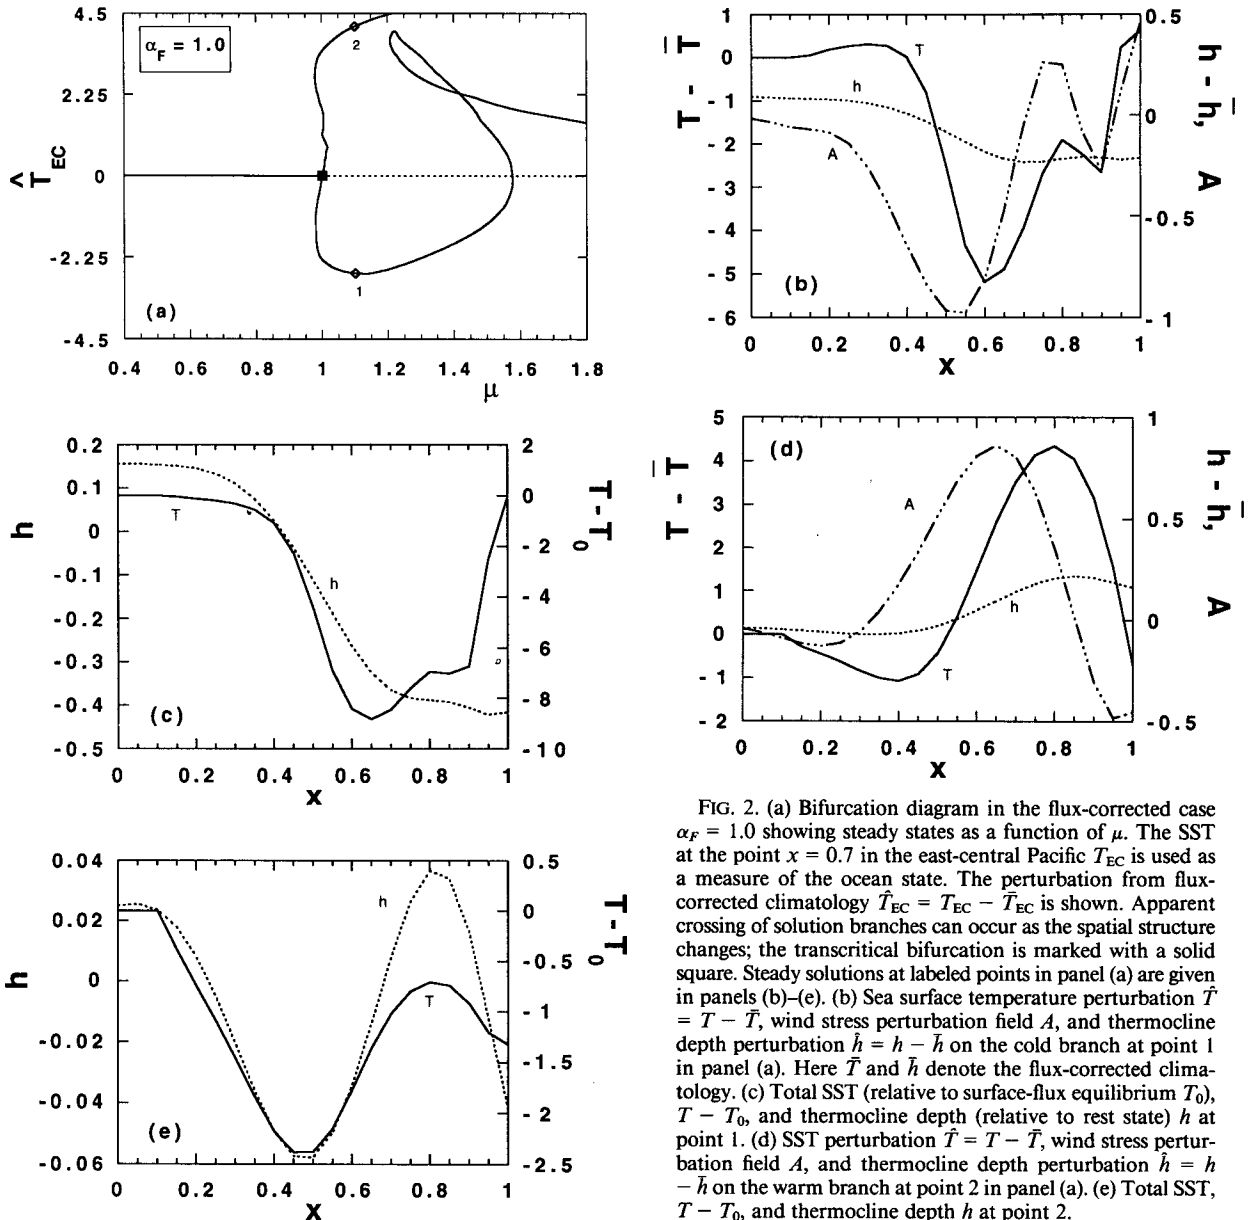 4.5
2.25
0
-2.25
-4.5
T̂EC
αF = 1.0
2
1
(a)
0.4 0.6 0.8 1 1.2 1.4 1.6 1.8
μ
1
0
- 1
- 2
- 3
- 4
- 5
- 6
T - T̄
T
h
A
(b)
0 0.2 0.4 0.6 0.8 1
x
0.5
0
-0.5
- 1
h - h̄, A
0.2
0.1
0
-0.1
-0.2
-0.3
-0.4
-0.5
h
T
h
(c)
0 0.2 0.4 0.6 0.8 1
x
2
0
- 2
- 4
- 6
- 8
- 10
T - T0
5
4
3
2
1
0
- 1
- 2
T - T̄
(d)
A
h
T
0 0.2 0.4 0.6 0.8 1
x
1
0.5
0
-0.5
h - h̄, A
0.04
0.02
0
-0.02
-0.04
-0.06
h
h
T
(e)
0 0.2 0.4 0.6 0.8 1
x
0.5
0
-0.5
- 1
-1.5
- 2
-2.5
T - T0
FIG. 2. (a) Bifurcation diagram in the flux-corrected case
αF = 1.0 showing steady states as a function of μ. The SST
at the point x = 0.7 in the east-central Pacific TEC is used as
a measure of the ocean state. The perturbation from flux-
corrected climatology T̂EC = TEC − T̄EC is shown. Apparent
crossing of solution branches can occur as the spatial structure
changes; the transcritical bifurcation is marked with a solid
square. Steady solutions at labeled points in panel (a) are given
in panels (b)–(e). (b) Sea surface temperature perturbation T̂
= T − T̄, wind stress perturbation field A, and thermocline
depth perturbation ĥ = h − h̄ on the cold branch at point 1
in panel (a). Here T̄ and h̄ denote the flux-corrected clima-
tology. (c) Total SST (relative to surface-flux equilibrium T0),
T − T0, and thermocline depth (relative to rest state) h at
point 1. (d) SST perturbation T̂ = T − T̄, wind stress pertur-
bation field A, and thermocline depth perturbation ĥ = h
− h̄ on the warm branch at point 2 in panel (a). (e) Total SST,
T − T0, and thermocline depth h at point 2.